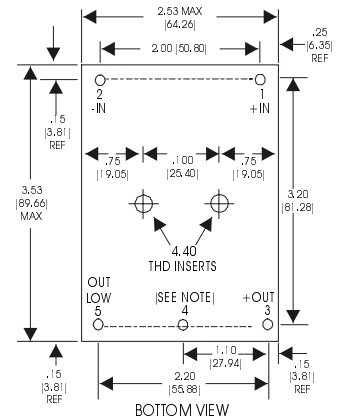 2.53 MAX
|64.26|
.25
|6.35|
REF
2.00 |50.80|
.15
|3.81|
REF
2
-IN
1
+IN
.75
|19.05|
.100
|25.40|
.75
|19.05|
3.53
|89.66|
MAX
3.20
|81.28|
4.40
THD INSERTS
OUT
LOW
5
|SEE NOTE|
4
+OUT
3
1.10
|27.94|
.15
|3.81|
REF
.15
|3.81|
REF
2.20
|55.88|
BOTTOM VIEW